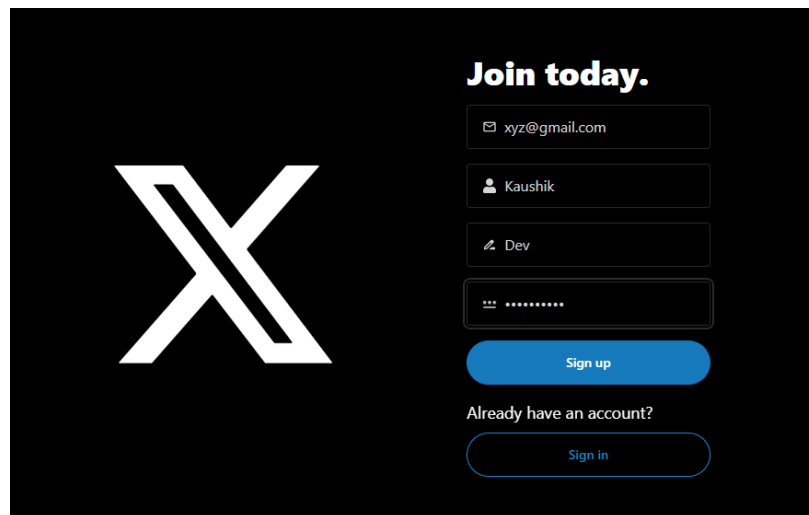 Join today.
xyz@gmail.com
Kaushik
Dev
••••••••••
Sign up
Already have an account?
Sign in